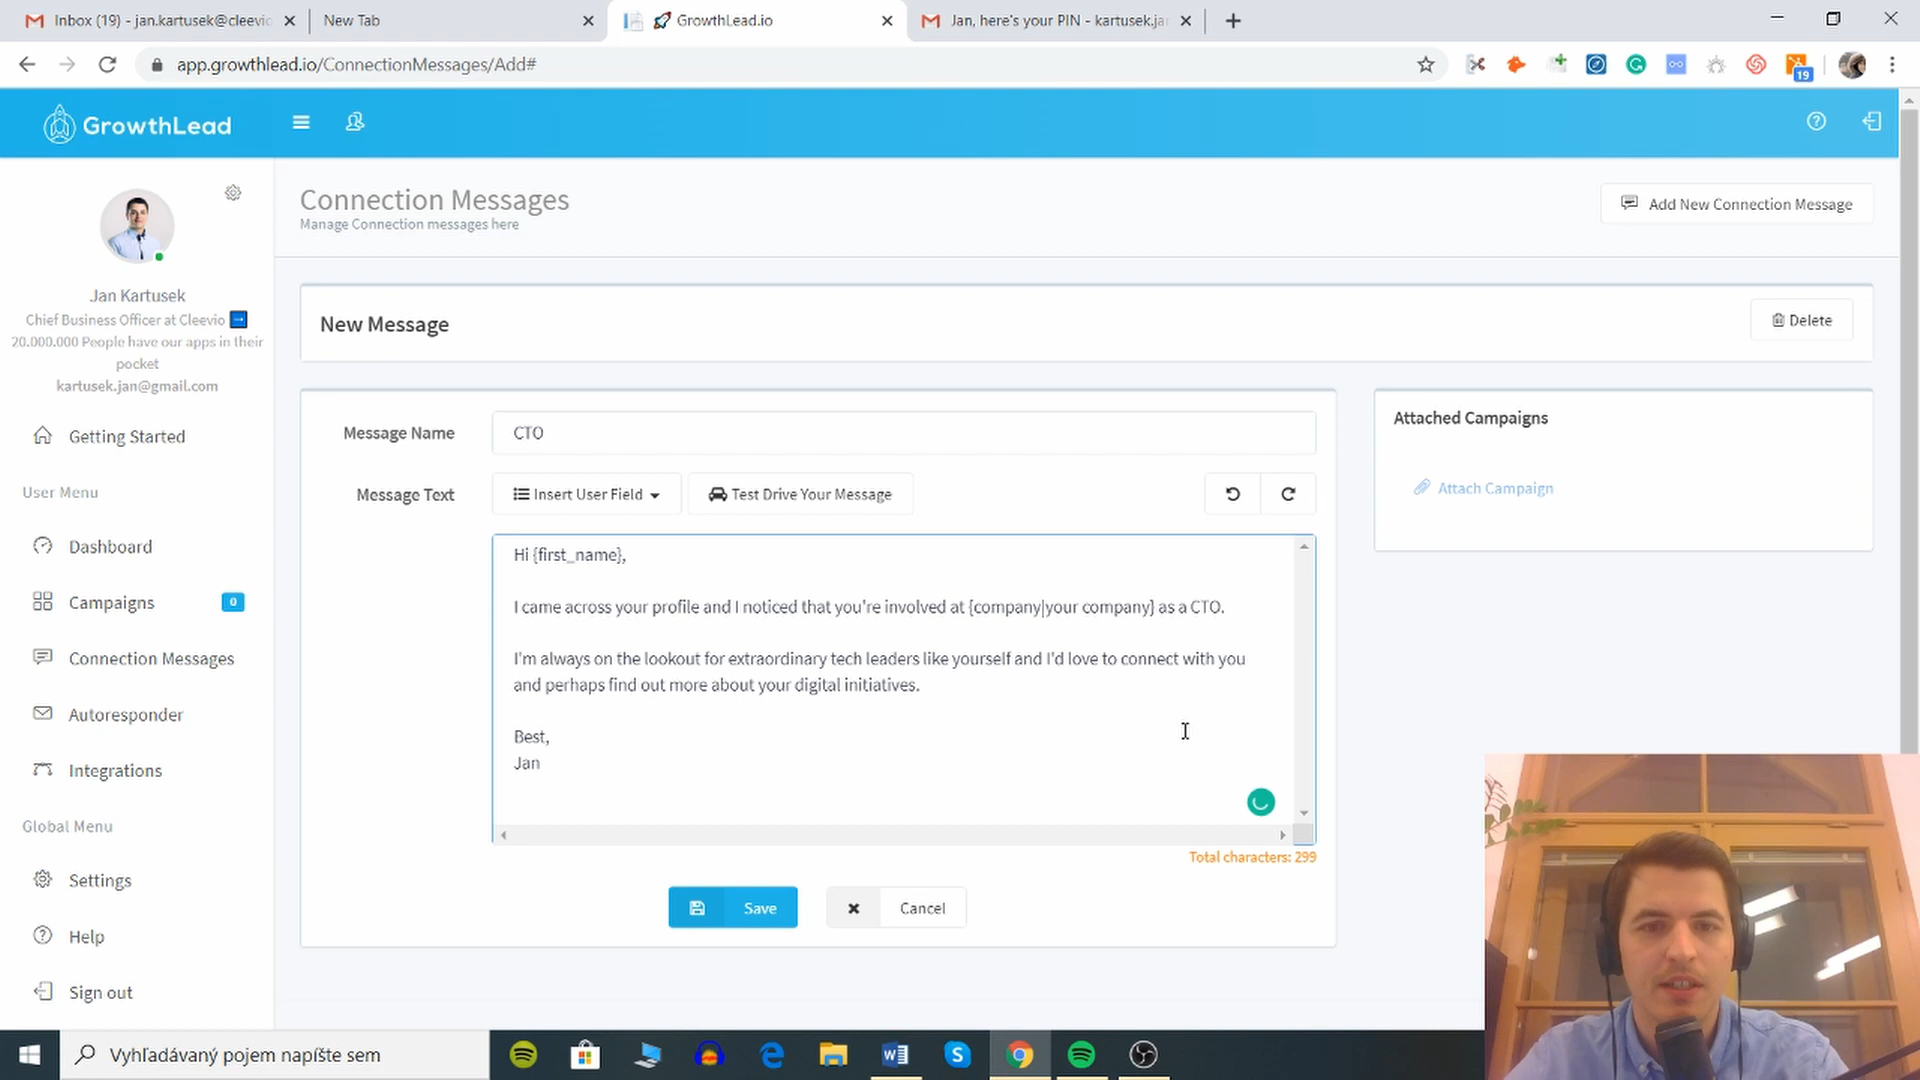 Inbox (19) - jan.kartusek@cleevio
New Tab
GrowthLead.io
Jan, here's your PIN - kartusek.ja
app.growthlead.io/ConnectionMessages/Add#
19
GrowthLead
Jan Kartusek
Chief Business Officer at Cleevio
20.000.000 People have our apps in their
pocket
kartusek.jan@gmail.com
Getting Started
User Menu
Dashboard
Campaigns
0
Connection Messages
Autoresponder
Integrations
Global Menu
Settings
Help
Sign out
Connection Messages
Manage Connection messages here
Add New Connection Message
New Message
Delete
Message Name
CTO
Message Text
Insert User Field
Test Drive Your Message
Hi {first_name},
I came across your profile and I noticed that you're involved at {company|your company} as a CTO.
I'm always on the lookout for extraordinary tech leaders like yourself and I'd love to connect with you
and perhaps find out more about your digital initiatives.
Best,
Jan
Total characters: 299
Save
Cancel
Attached Campaigns
Attach Campaign
Vyhľadávaný pojem napíšte sem